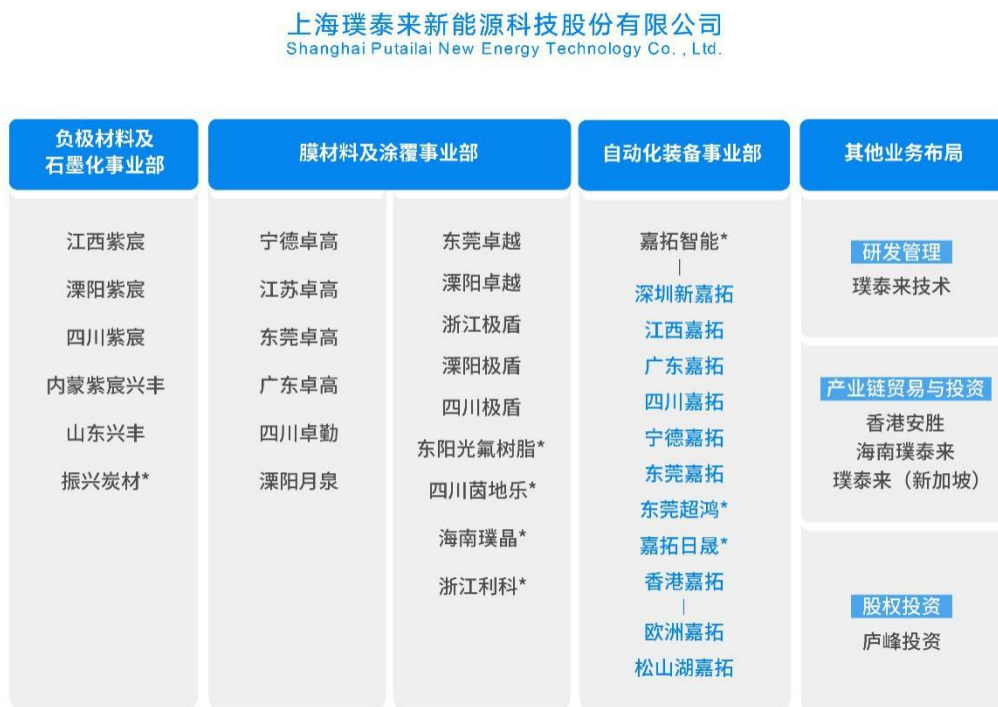 上海璞泰来新能源科技股份有限公司
Shanghai Putailai New Energy Technology Co. , Ltd.
负极材料及
石墨化事业部
江西紫宸
溧阳紫宸
四川紫宸
内蒙紫宸兴丰
山东兴丰
振兴炭材*
膜材料及涂覆事业部
宁德卓高
江苏卓高
东莞卓高
广东卓高
四川卓勤
溧阳月泉
东莞卓越
溧阳卓越
浙江极盾
溧阳极盾
四川极盾
东阳光氟树脂*
四川茵地乐*
海南璞晶*
浙江利科*
自动化装备事业部
嘉拓智能*
深圳新嘉拓
江西嘉拓
广东嘉拓
四川嘉拓
宁德嘉拓
东莞嘉拓
东莞超鸿*
嘉拓日晟*
香港嘉拓
欧洲嘉拓
松山湖嘉拓
其他业务布局
研发管理
璞泰来技术
产业链贸易与投资
香港安胜
海南璞泰来
璞泰来（新加坡）
股权投资
庐峰投资